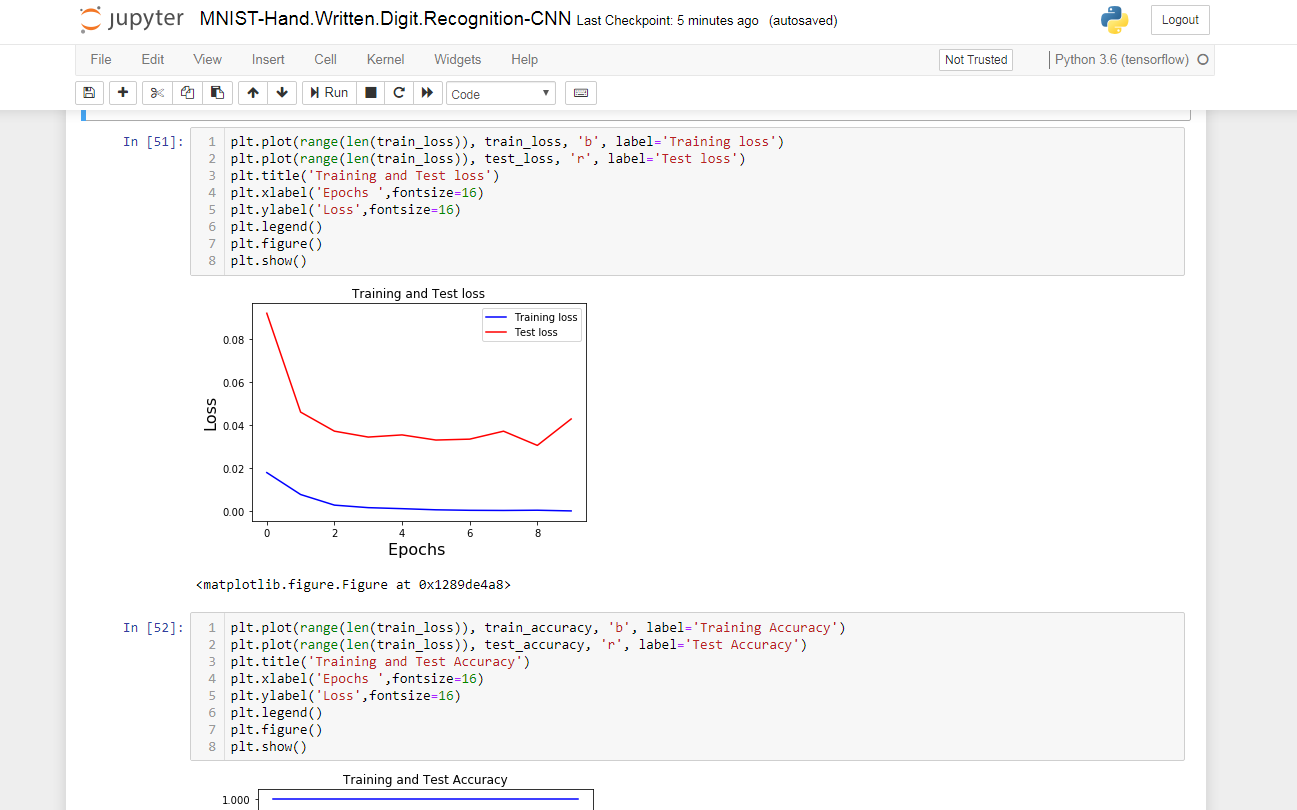 jupyter MNIST-Hand.Written.Digit.Recognition-CNN Last Checkpoint: 5 minutes ago (autosaved) Logout
File Edit View Insert Cell Kernel Widgets Help Not Trusted Python 3.6 (tensorflow)
Run Code
In [51]:
1 plt.plot(range(len(train_loss)), train_loss, 'b', label='Training loss')
2 plt.plot(range(len(train_loss)), test_loss, 'r', label='Test loss')
3 plt.title('Training and Test loss')
4 plt.xlabel('Epochs ',fontsize=16)
5 plt.ylabel('Loss',fontsize=16)
6 plt.legend()
7 plt.figure()
8 plt.show()
Training and Test loss
Training loss
Test loss
0.08
0.06
0.04
0.02
0.00
Loss
0 2 4 6 8
Epochs
<matplotlib.figure.Figure at 0x1289de4a8>
In [52]:
1 plt.plot(range(len(train_loss)), train_accuracy, 'b', label='Training Accuracy')
2 plt.plot(range(len(train_loss)), test_accuracy, 'r', label='Test Accuracy')
3 plt.title('Training and Test Accuracy')
4 plt.xlabel('Epochs ',fontsize=16)
5 plt.ylabel('Loss',fontsize=16)
6 plt.legend()
7 plt.figure()
8 plt.show()
Training and Test Accuracy
1.000